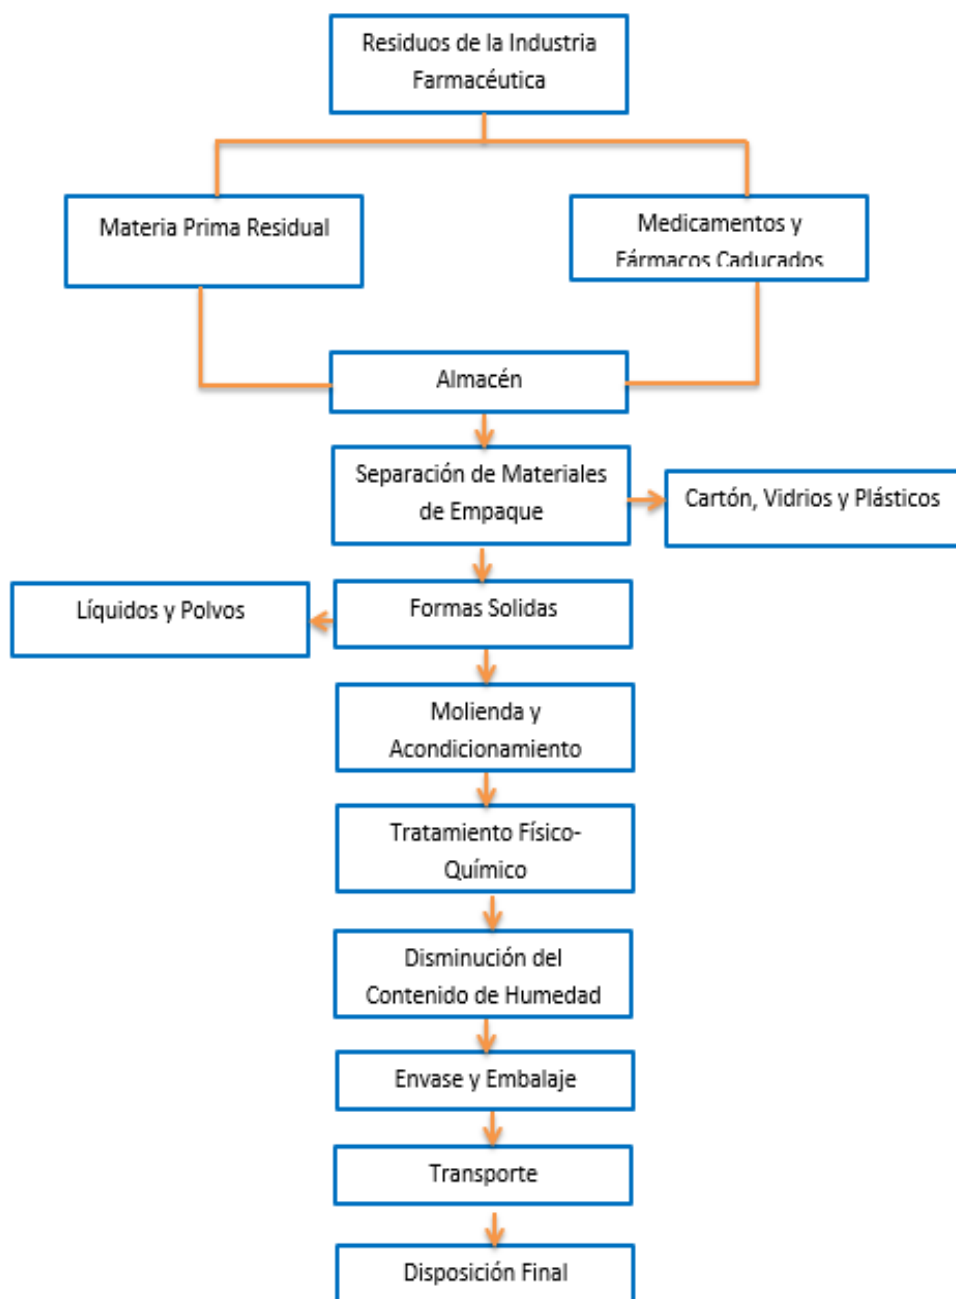 Residuos de la Industria
Farmacéutica
Materia Prima Residual
Medicamentos y
Fármacos Caducados
Almacén
Separación de Materiales
de Empaque
Cartón, Vidrios y Plásticos
Líquidos y Polvos
Formas Solidas
Molienda y
Acondicionamiento
Tratamiento Físico-
Químico
Disminución del
Contenido de Humedad
Envase y Embalaje
Transporte
Disposición Final